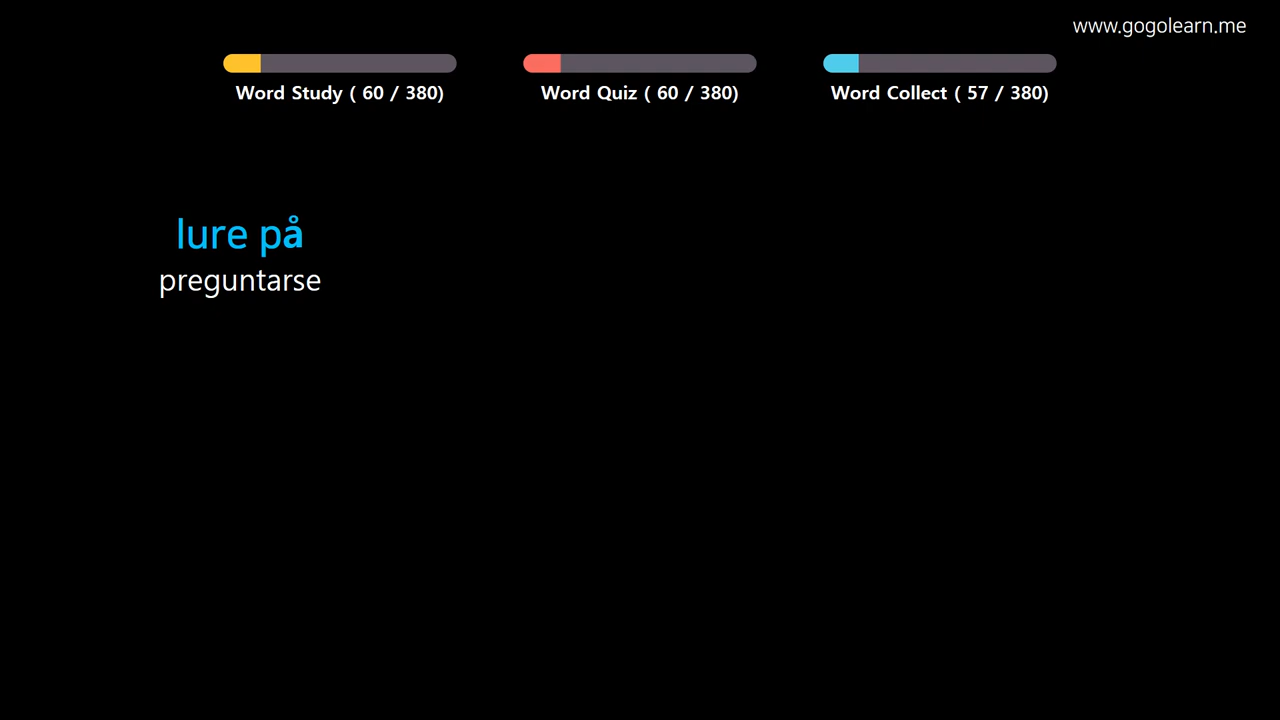 www.gogolearn.me
Word Study ( 60 / 380)
Word Quiz ( 60 / 380)
Word Collect ( 57 / 380)
lure på
preguntarse